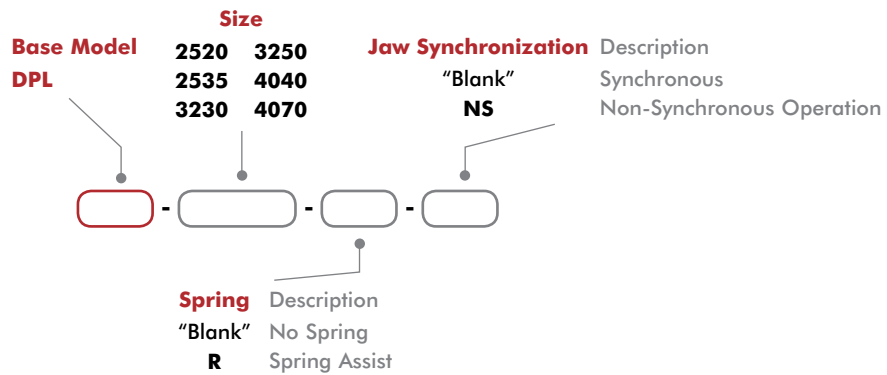 Size
Base Model 2520 3250 Jaw Synchronization Description
DPL 2535 4040 “Blank” Synchronous
3230 4070 NS Non-Synchronous Operation
- - -
Spring Description
“Blank” No Spring
R Spring Assist